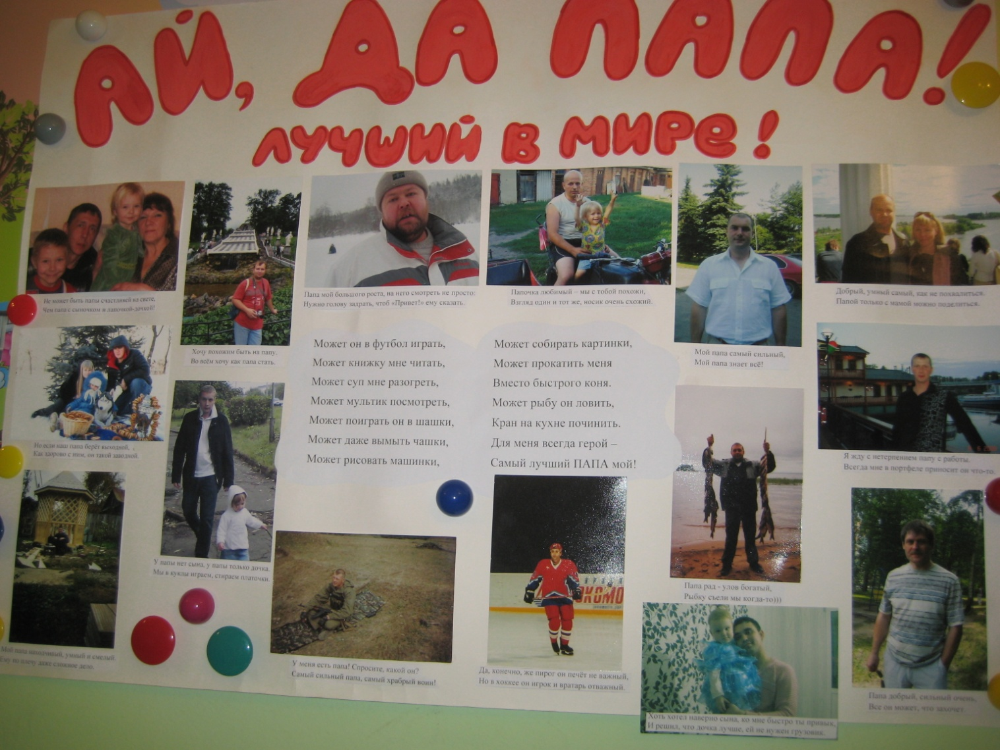 АЙ, ДА ПАПА!
ЛУЧШИЙ В МИРЕ!
Не может быть папы счастливей на свете,
Чем папа с сыночком и лапочкой-дочкой!
Хочу похожим быть на папу.
Во всём хочу как папа стать.
Папа мой большого роста, на него смотреть не просто:
Нужно голову задрать, чтоб «Привет!» ему сказать.
Папочка любимый – мы с тобой похожи,
Взгляд один и тот же, носик очень схожий.
Мой папа самый сильный,
Мой папа знает всё!
Добрый, умный самый, как не похвалиться.
Папой только с мамой можно поделиться.
Но если наш папа берёт выходной,
Как здорово с ним, он такой заводной.
Может он в футбол играть,
Может книжку мне читать,
Может суп мне разогреть,
Может мультик посмотреть,
Может поиграть он в шашки,
Может даже вымыть чашки,
Может рисовать машинки,
Может собирать картинки,
Может прокатить меня
Вместо быстрого коня.
Может рыбу он ловить,
Кран на кухне починить.
Для меня всегда герой –
Самый лучший ПАПА мой!
Я жду с нетерпением папу с работы.
Всегда мне в портфеле приносит он что-то.
У папы нет сына, у папы только дочка.
Мы в куклы играем, стираем платочки.
Папа рад - улов богатый,
Рыбку съели мы когда-то)))
Мой папа находчивый, умный и смелый.
Ему по плечу даже сложное дело.
У меня есть папа! Спросите, какой он?
Самый сильный папа, самый храбрый воин!
ОКОМО
Да, конечно, же пирог он печёт не важный,
Но в хоккее он игрок и вратарь отважный.
Хоть хотел наверно сына, ко мне быстро ты привык,
И решил, что дочка лучше, ей не нужен грузовик.
Папа добрый, сильный очень,
Все он может, что захочет